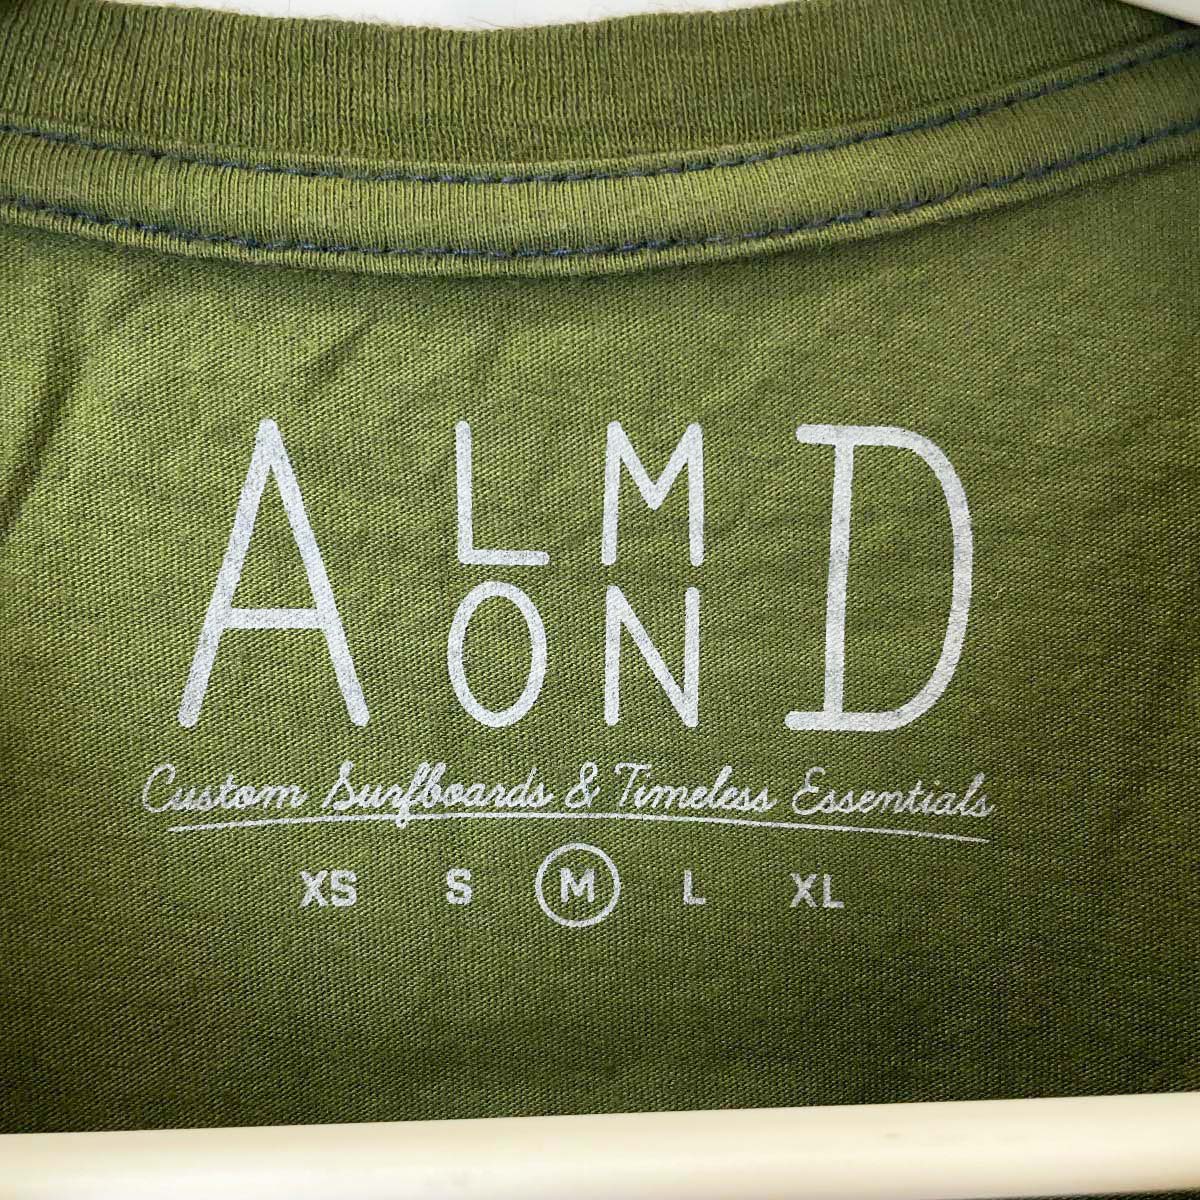 ALMOND
Custom Surfboards & Timeless Essentials
XS S M L XL